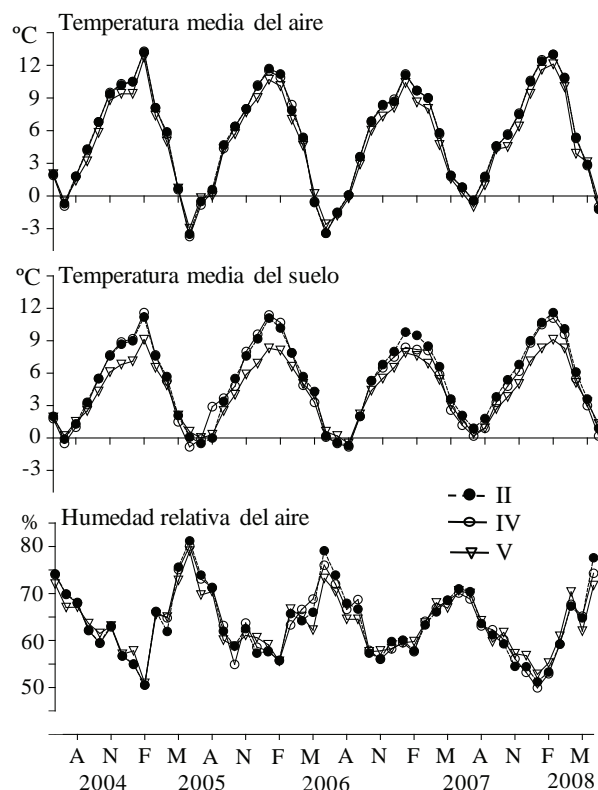 Temperatura media del aire
ºC
12
9
6
3
0
-3
Temperatura media del suelo
ºC
12
9
6
3
0
-3
Humedad relativa del aire
%
80
70
60
50
II
IV
V
A N F M A N F M A N F M A N F M
2004 2005 2006 2007 2008